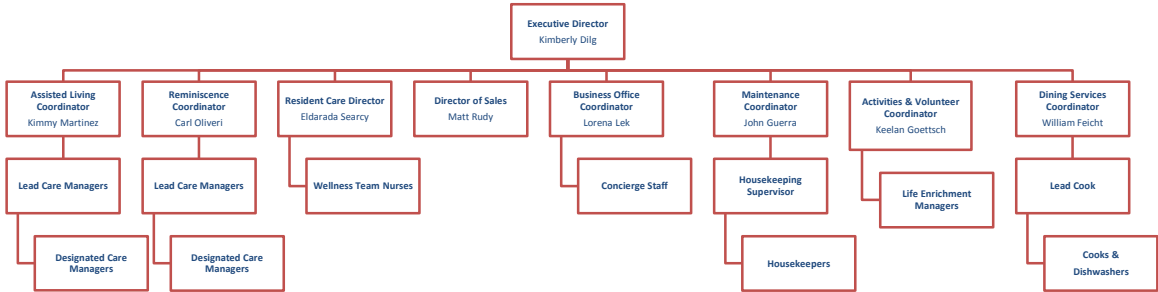 Executive Director
Kimberly Dilg
Assisted Living
Coordinator
Kimmy Martinez
Reminiscence
Coordinator
Carl Oliveri
Resident Care Director
Eldarada Searcy
Director of Sales
Matt Rudy
Business Office
Coordinator
Lorena Lek
Maintenance
Coordinator
John Guerra
Activities & Volunteer
Coordinator
Keelan Goettsch
Dining Services
Coordinator
William Feicht
Lead Care Managers
Lead Care Managers
Wellness Team Nurses
Concierge Staff
Housekeeping
Supervisor
Life Enrichment
Managers
Lead Cook
Designated Care
Managers
Designated Care
Managers
Housekeepers
Cooks &
Dishwashers